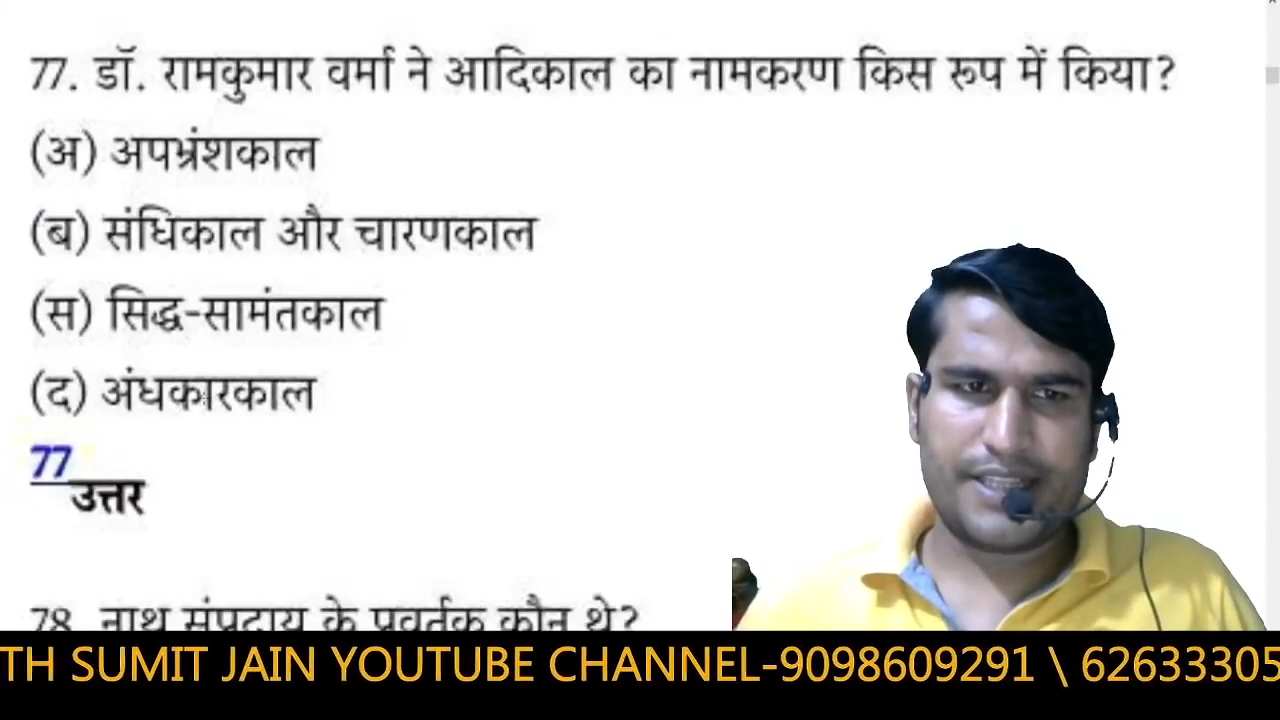 77. डॉ. रामकुमार वर्मा ने आदिकाल का नामकरण किस रूप में किया?
(अ) अपभ्रंशकाल
(ब) संधिकाल और चारणकाल
(स) सिद्ध-सामंतकाल
(द) अंधकारकाल
77
उत्तर
78. नाथ संप्रदाय के प्रवर्तक कौन थे?
TH SUMIT JAIN YOUTUBE CHANNEL-9098609291 \ 62633305